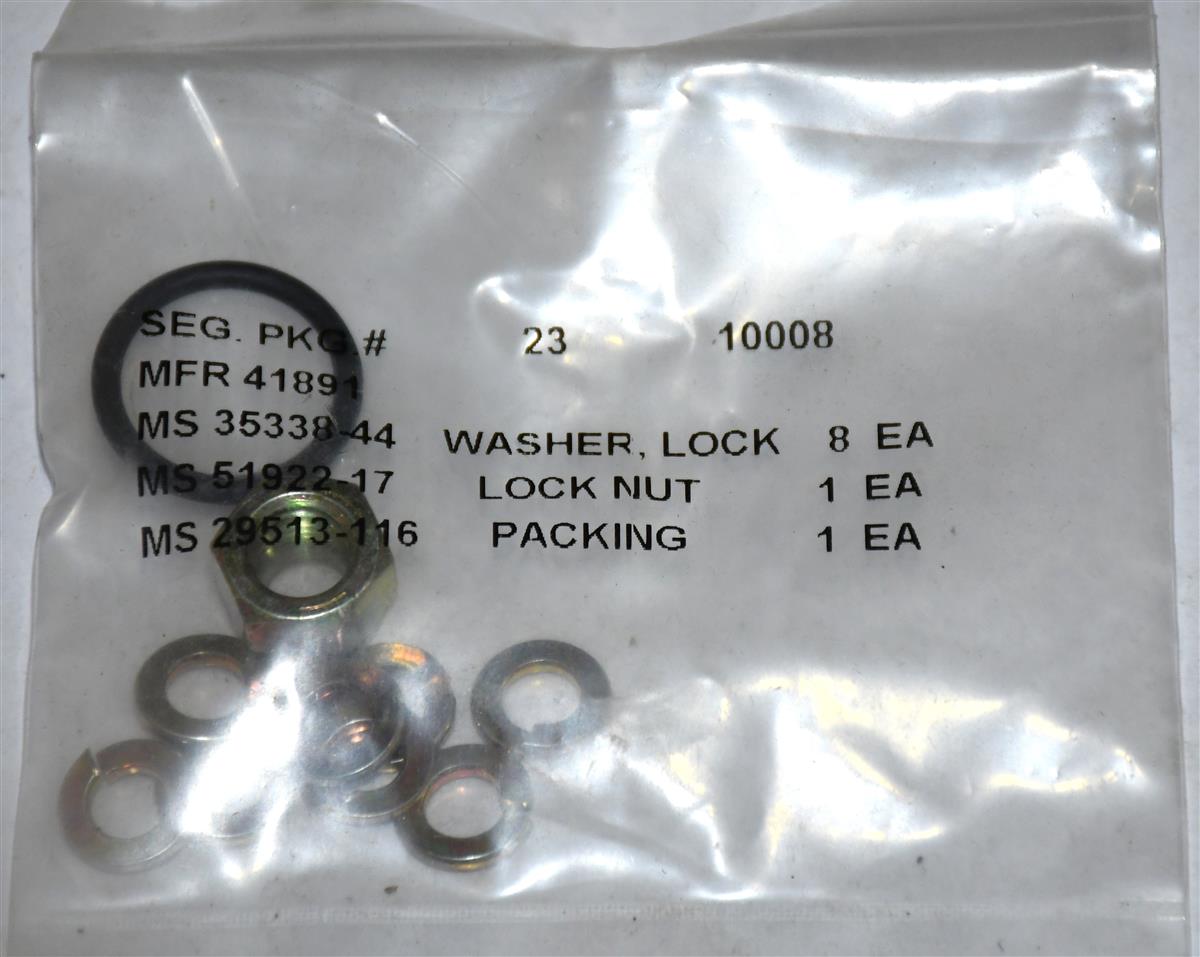 SEG. PKG.# 23 10008
MFR 41891
MS 35338-44 WASHER, LOCK 8 EA
MS 51922-17 LOCK NUT 1 EA
MS 29513-116 PACKING 1 EA